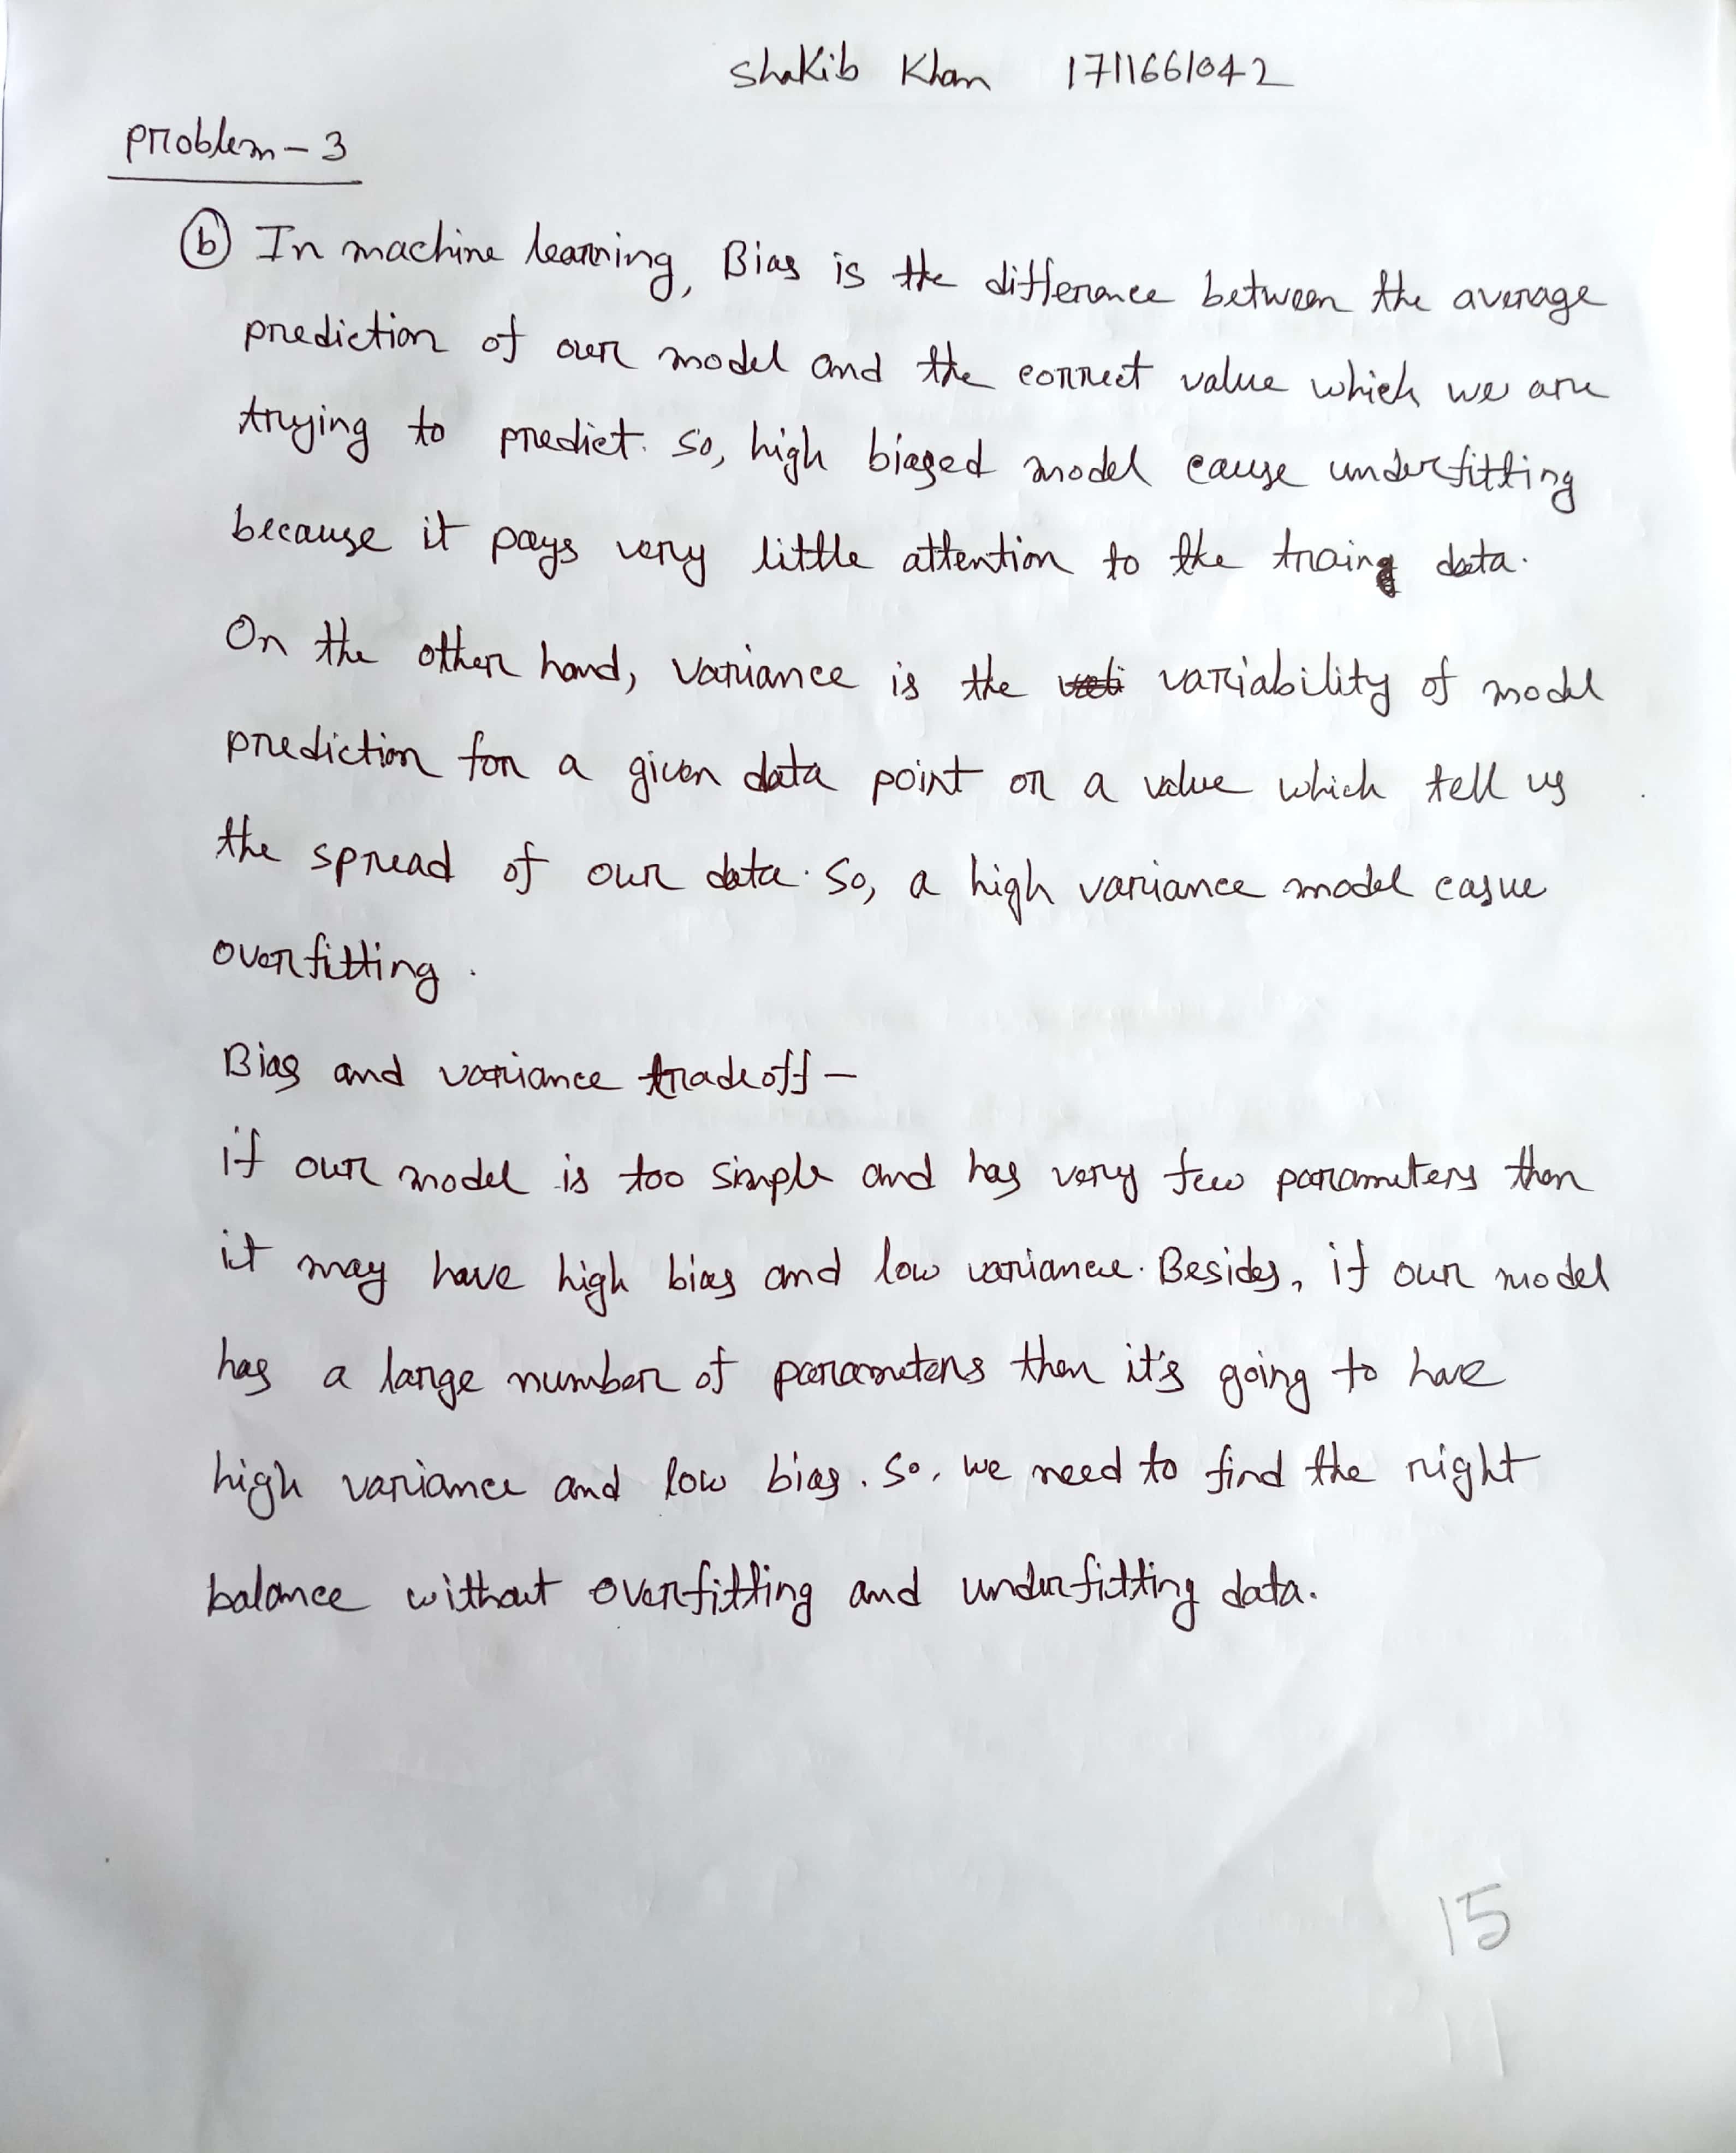 Shakib Khan 1711661042
Problem-3
(b) In machine learning, Bias is the difference between the average
prediction of our model and the correct value which we are
trying to predict. So, high biased model cause underfitting
because it pays very little attention to the traing data.
On the other hand, variance is the variability of model
prediction for a given data point or a value which tell us
the spread of our data. So, a high variance model casue
overfitting.
Bias and variance tradeoff -
if our model is too simple and has very few parameters then
it may have high bias and low variance. Besides, if our model
has a large number of parameters then it's going to have
high variance and low bias. So, we need to find the right
balance without overfitting and underfitting data.
15